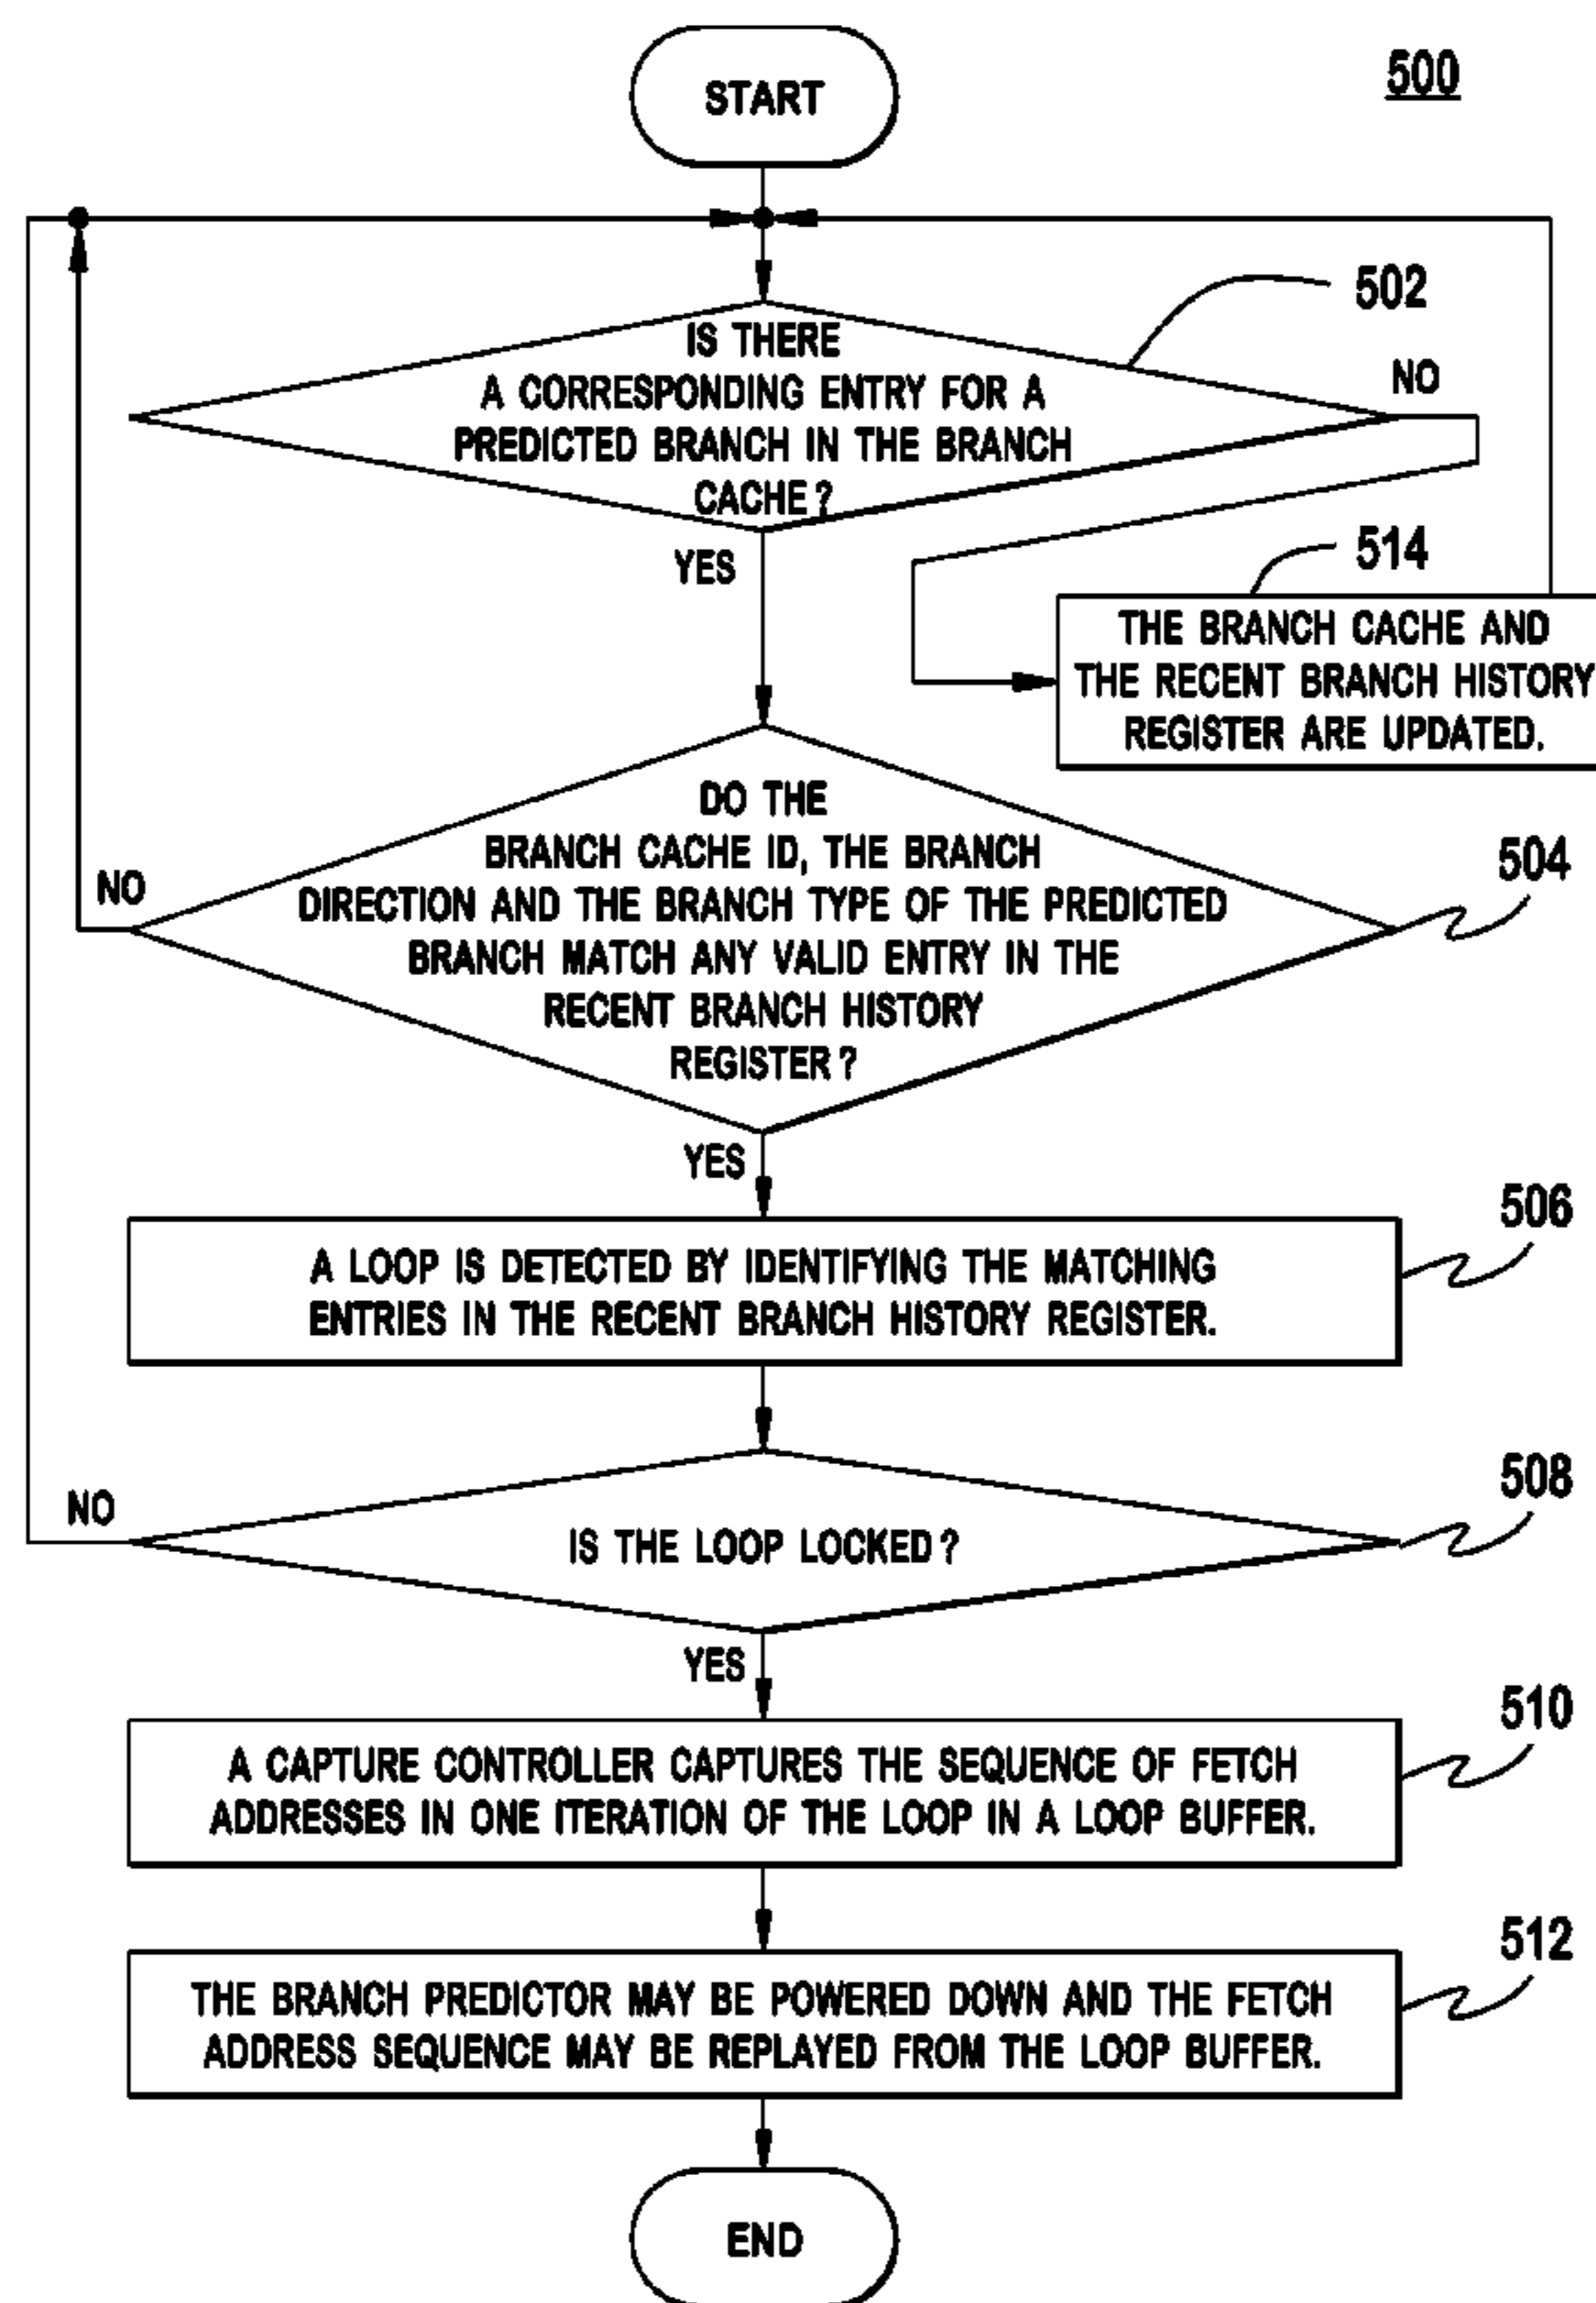 START
500
502
IS THERE
A CORRESPONDING ENTRY FOR A
PREDICTED BRANCH IN THE BRANCH
CACHE?
NO
YES
514
THE BRANCH CACHE AND
THE RECENT BRANCH HISTORY
REGISTER ARE UPDATED.
DO THE
BRANCH CACHE ID, THE BRANCH
DIRECTION AND THE BRANCH TYPE OF THE PREDICTED
BRANCH MATCH ANY VALID ENTRY IN THE
RECENT BRANCH HISTORY
REGISTER?
504
NO
YES
A LOOP IS DETECTED BY IDENTIFYING THE MATCHING
ENTRIES IN THE RECENT BRANCH HISTORY REGISTER.
506
IS THE LOOP LOCKED?
508
NO
YES
A CAPTURE CONTROLLER CAPTURES THE SEQUENCE OF FETCH
ADDRESSES IN ONE ITERATION OF THE LOOP IN A LOOP BUFFER.
510
THE BRANCH PREDICTOR MAY BE POWERED DOWN AND THE FETCH
ADDRESS SEQUENCE MAY BE REPLAYED FROM THE LOOP BUFFER.
512
END